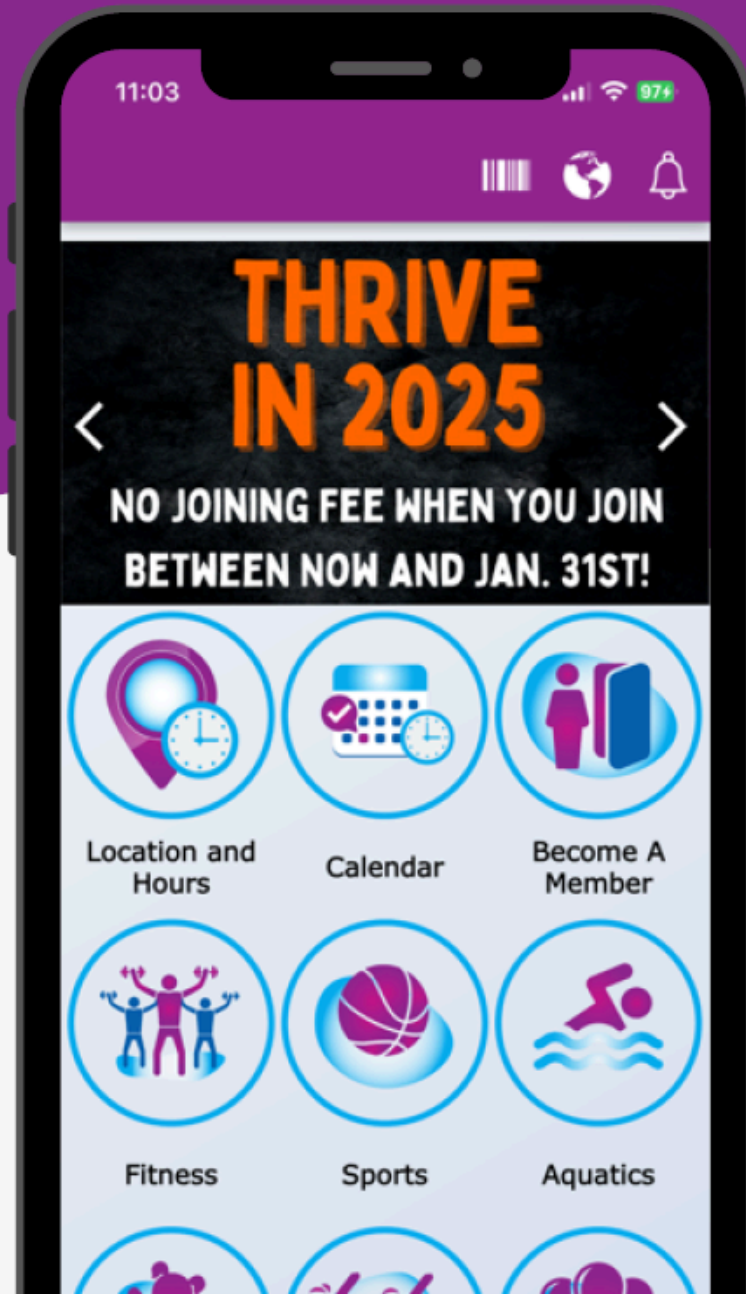 11:03
97
THRIVE
IN 2025
NO JOINING FEE WHEN YOU JOIN
BETWEEN NOW AND JAN. 31ST!
Location and
Hours
Calendar
Become A
Member
Fitness
Sports
Aquatics